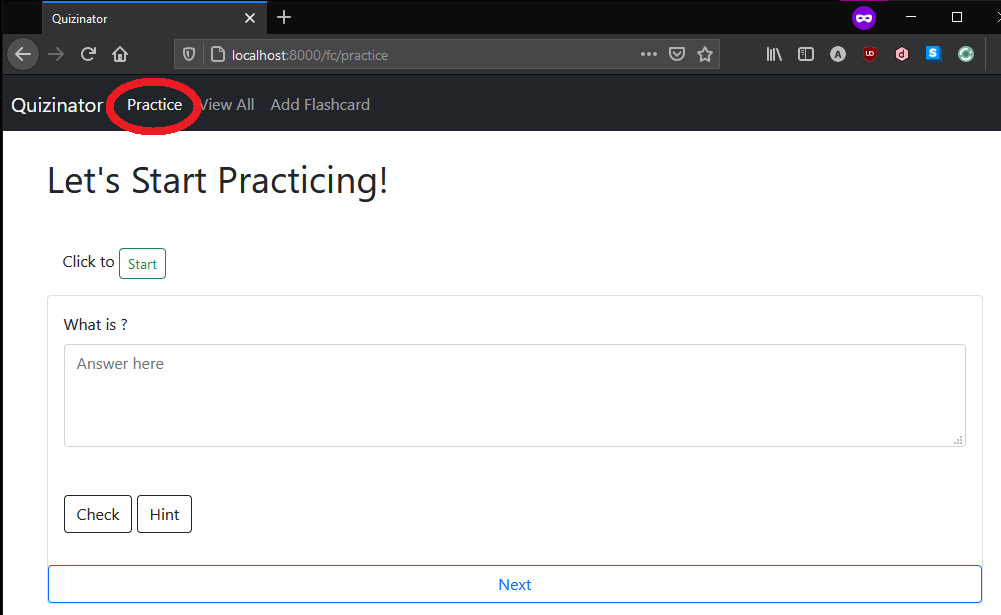 Quizinator
localhost:8000/fc/practice
Quizinator Practice View All Add Flashcard
Let's Start Practicing!
Click to Start
What is ?
Answer here
Check Hint
Next